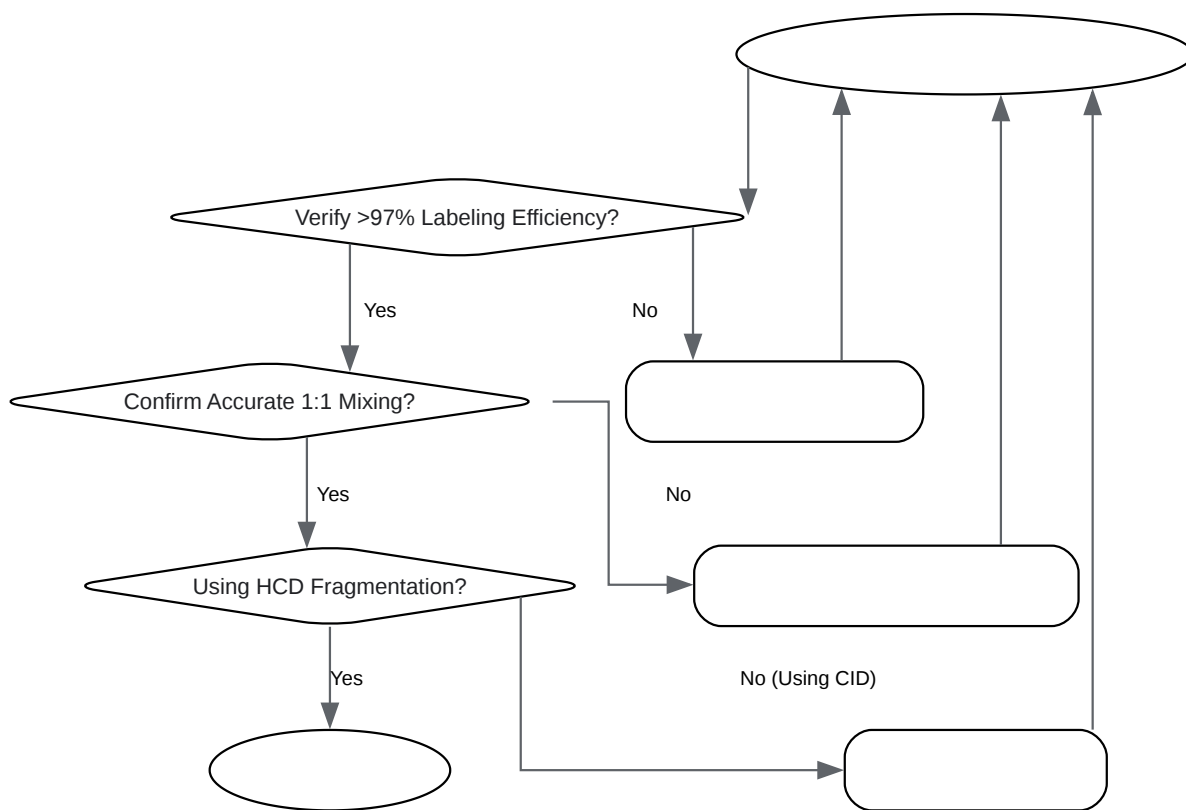 Verify >97% Labeling Efficiency?
Yes
No
Confirm Accurate 1:1 Mixing?
Yes
No
Using HCD Fragmentation?
Yes
No (Using CID)